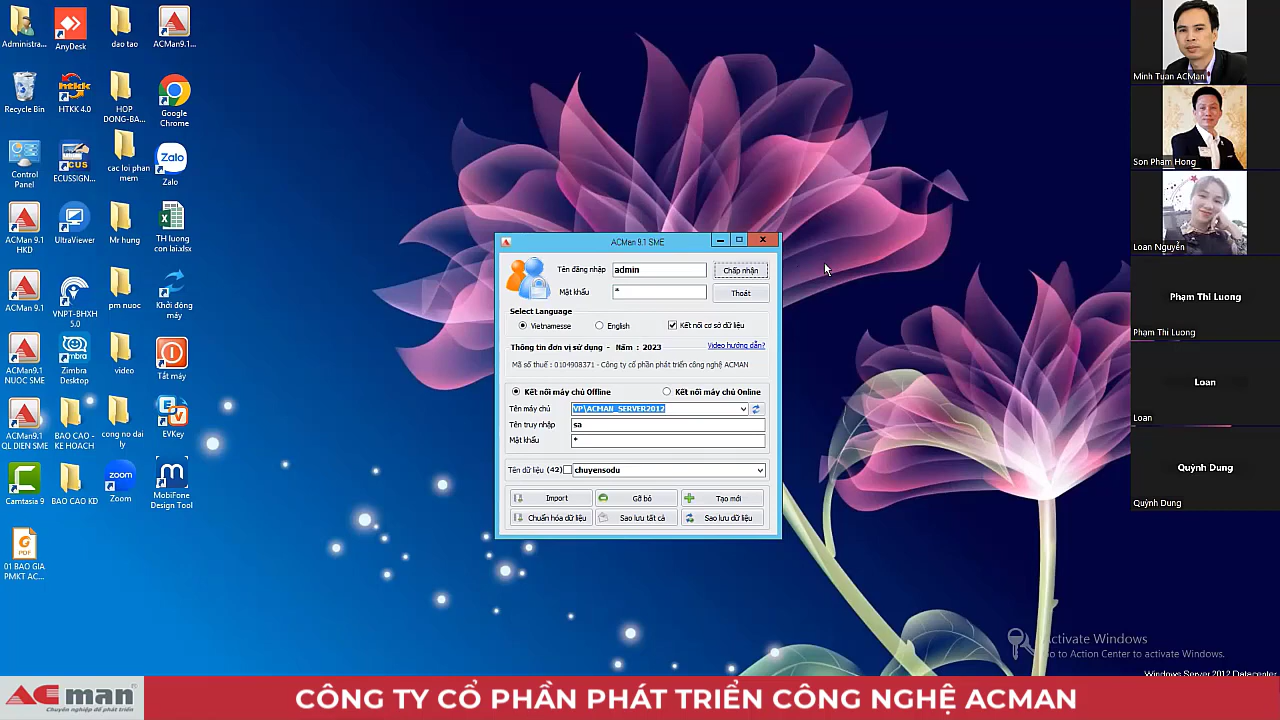 Administra...
AnyDesk
dao tao
ACMan9.1...
Recycle Bin
HTKK 4.0
HOP
DONG-BA...
Google
Chrome
Control
Panel
ECUSSIGN...
cac loi phan
mem
Zalo
ACMan 9.1
HKD
UltraViewer
Mr hung
TH luong
con lai.xlsx
ACMan 9.1
VNPT-BHXH
5.0
pm nuoc
Khởi động
máy
ACMan9.1
NUOC SME
Zimbra
Desktop
video
Tắt máy
ACMan9.1
QL DIEN SME
BAO CAO -
KE HOACH
cong no dai
ly
EVKey
Camtasia 9
BAO CAO KD
Zoom
MobiFone
Design Tool
01 BAO GIA
PMKT AC...
ACMan 9.1 SME
Tên đăng nhập
admin
Chấp nhận
Mật khẩu
*
Thoát
Select Language
Vietnamesse
English
Kết nối cơ sở dữ liệu
Thông tin đơn vị sử dụng - Năm : 2023
Video hướng dẫn?
Mã số thuế : 0104908371 - Công ty cổ phần phát triển công nghệ ACMAN
Kết nối máy chủ Offline
Kết nối máy chủ Online
Tên máy chủ
VP\ACMAN_SERVER2012
Tên truy nhập
sa
Mật khẩu
*
Tên dữ liệu (42)
chuyensodu
Import
Gỡ bỏ
Tạo mới
Chuẩn hóa dữ liệu
Sao lưu tất cả
Sao lưu dữ liệu
Minh Tuan ACMan
Son Pham Hong
Loan Nguyễn
Phạm Thi Luong
Phạm Thi Luong
Loan
Loan
Quỳnh Dung
Quỳnh Dung
Activate Windows
Go to Action Center to activate Windows.
Windows Server 2012 Datacenter
ACman
Chuyên nghiệp để phát triển
CÔNG TY CỔ PHẦN PHÁT TRIỂN CÔNG NGHỆ ACMAN